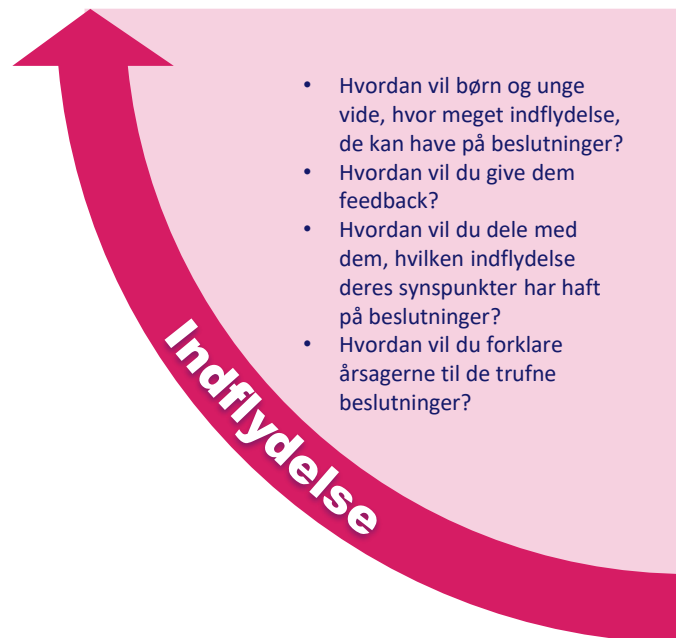 • Hvordan vil børn og unge
vide, hvor meget indflydelse,
de kan have på beslutninger?
• Hvordan vil du give dem
feedback?
• Hvordan vil du dele med
dem, hvilken indflydelse
deres synspunkter har haft
på beslutninger?
• Hvordan vil du forklare
årsagerne til de trufne
beslutninger?
Indflydelse